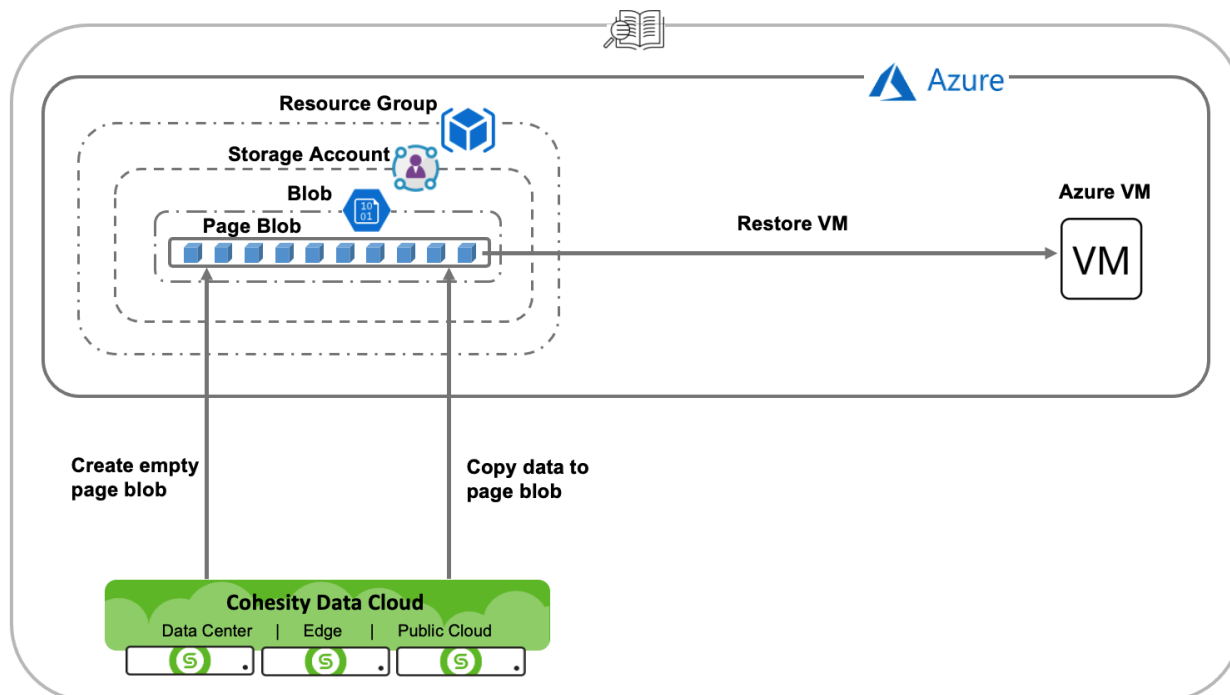 Azure
Resource Group
Storage Account
Blob
10
01
Page Blob
Azure VM
Restore VM
VM
Create empty
page blob
Copy data to
page blob
Cohesity Data Cloud
Data Center | Edge | Public Cloud